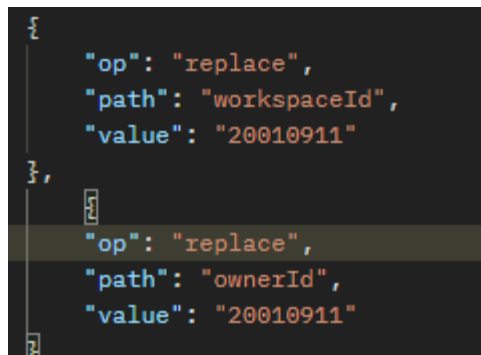 {
"op": "replace",
"path": "workspaceId",
"value": "20010911"
},
{
"op": "replace",
"path": "ownerId",
"value": "20010911"
}